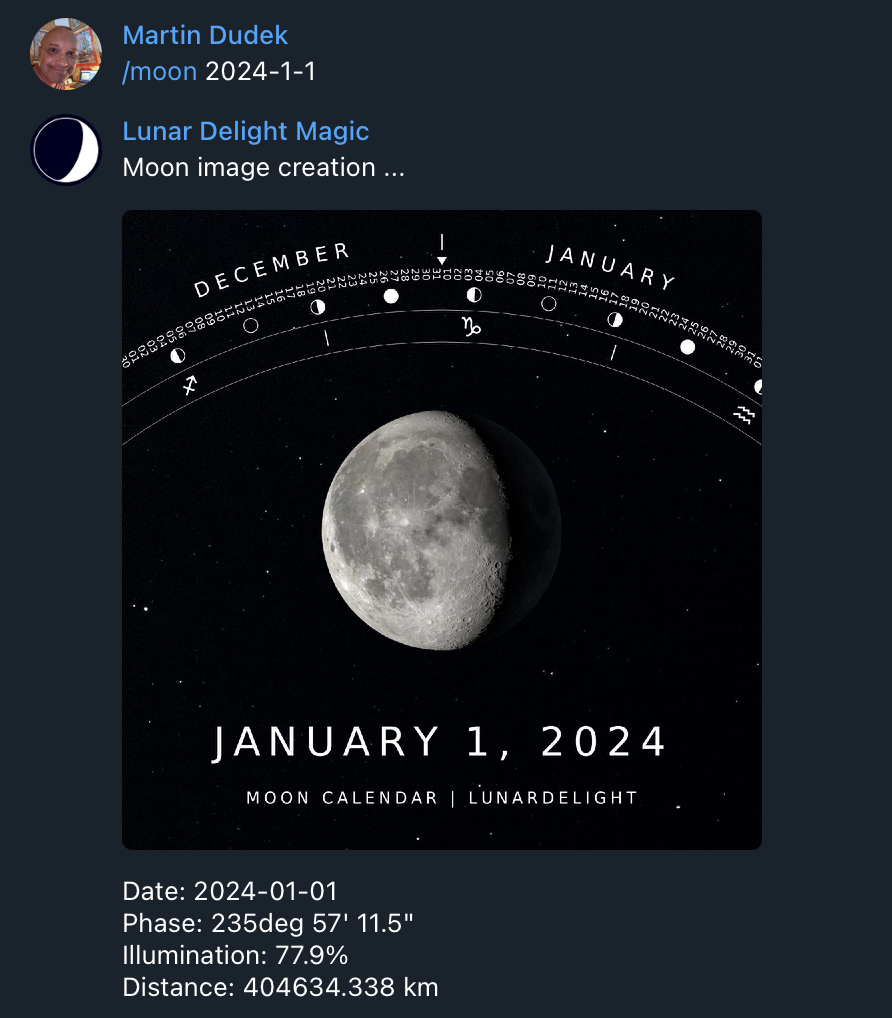 Martin Dudek
/moon 2024-1-1
Lunar Delight Magic
Moon image creation ...
DECEMBER
JANUARY
JANUARY 1, 2024
MOON CALENDAR | LUNARDELIGHT
Date: 2024-01-01
Phase: 235deg 57' 11.5"
Illumination: 77.9%
Distance: 404634.338 km